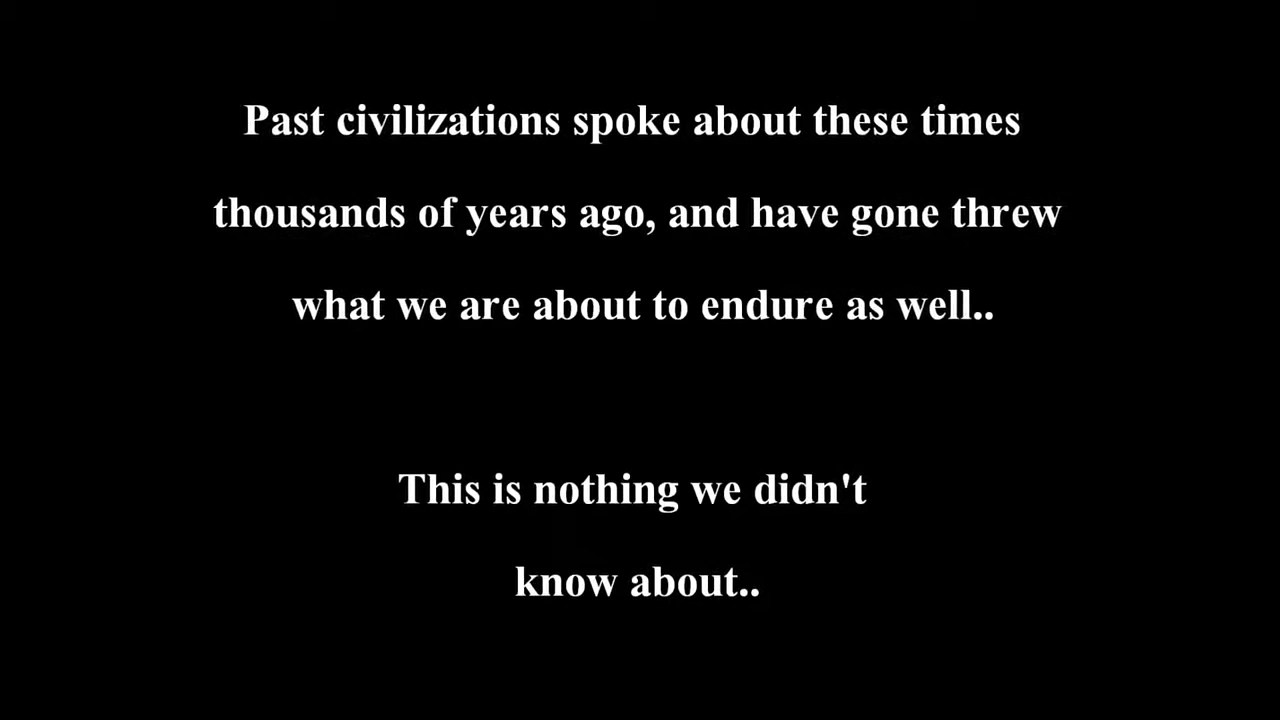 Past civilizations spoke about these times
thousands of years ago, and have gone threw
what we are about to endure as well..
This is nothing we didn't
know about..